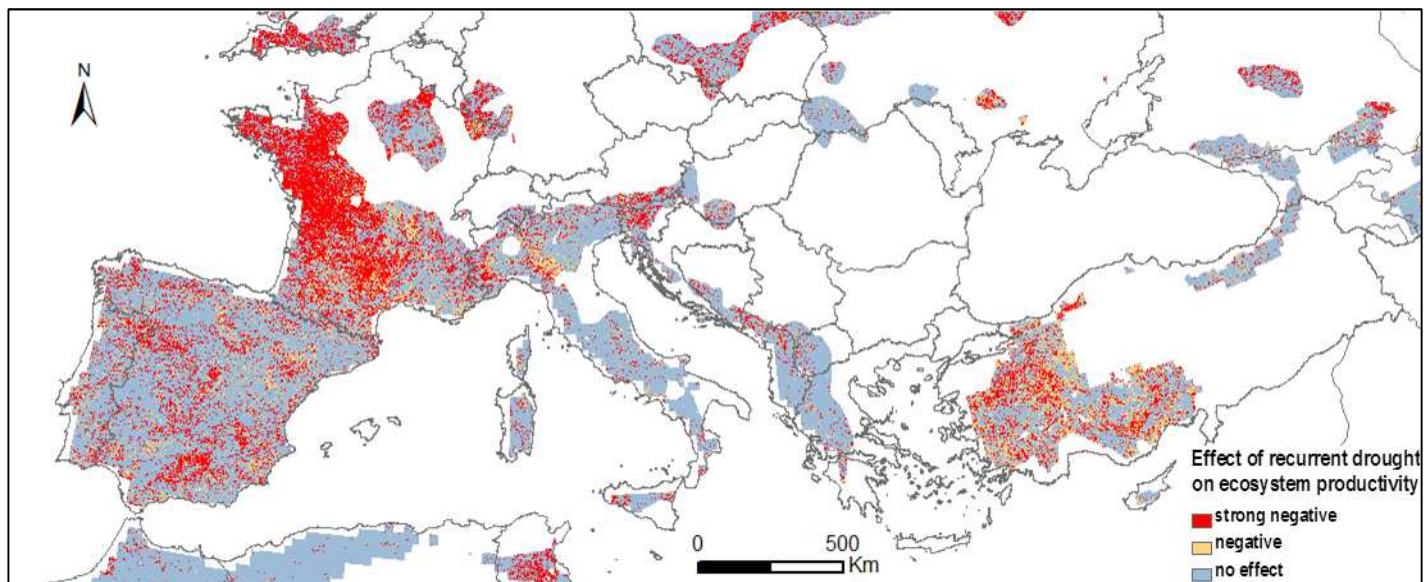 N
Effect of recurrent drought
on ecosystem productivity
strong negative
negative
no effect
0 500
Km